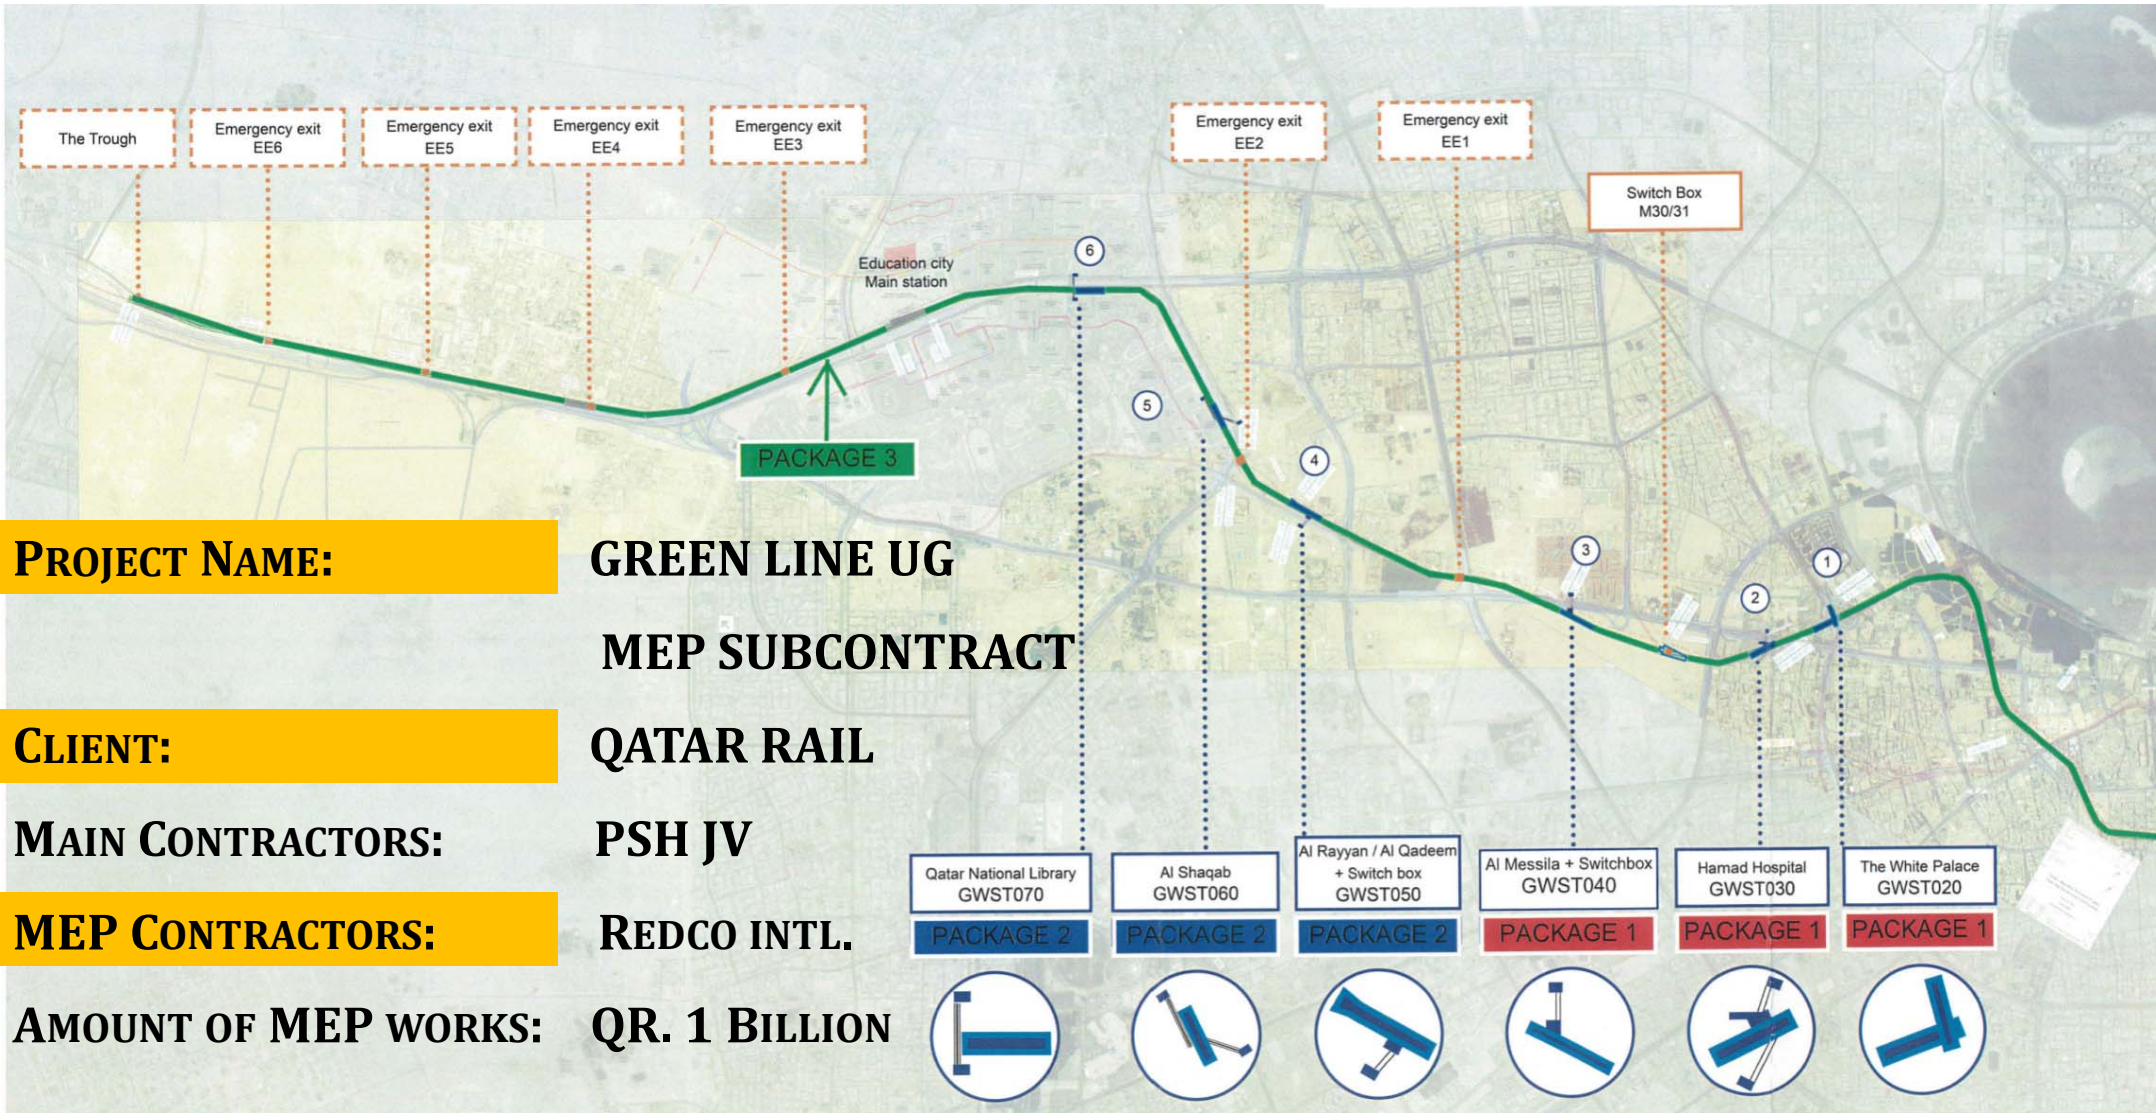 The Trough
Emergency exit
EE6
Emergency exit
EE5
Emergency exit
EE4
Emergency exit
EE3
Emergency exit
EE2
Emergency exit
EE1
Switch Box
M30/31
Education city
Main station
6
5
4
3
2
1
PACKAGE 3
PROJECT NAME:
GREEN LINE UG
MEP SUBCONTRACT
CLIENT:
QATAR RAIL
MAIN CONTRACTORS:
PSH JV
MEP CONTRACTORS:
REDCO INTL.
AMOUNT OF MEP WORKS:
QR. 1 BILLION
Qatar National Library
GWST070
PACKAGE 2
Al Shaqab
GWST060
PACKAGE 2
Al Rayyan / Al Qadeem
+ Switch box
GWST050
PACKAGE 2
Al Messila + Switchbox
GWST040
PACKAGE 1
Hamad Hospital
GWST030
PACKAGE 1
The White Palace
GWST020
PACKAGE 1